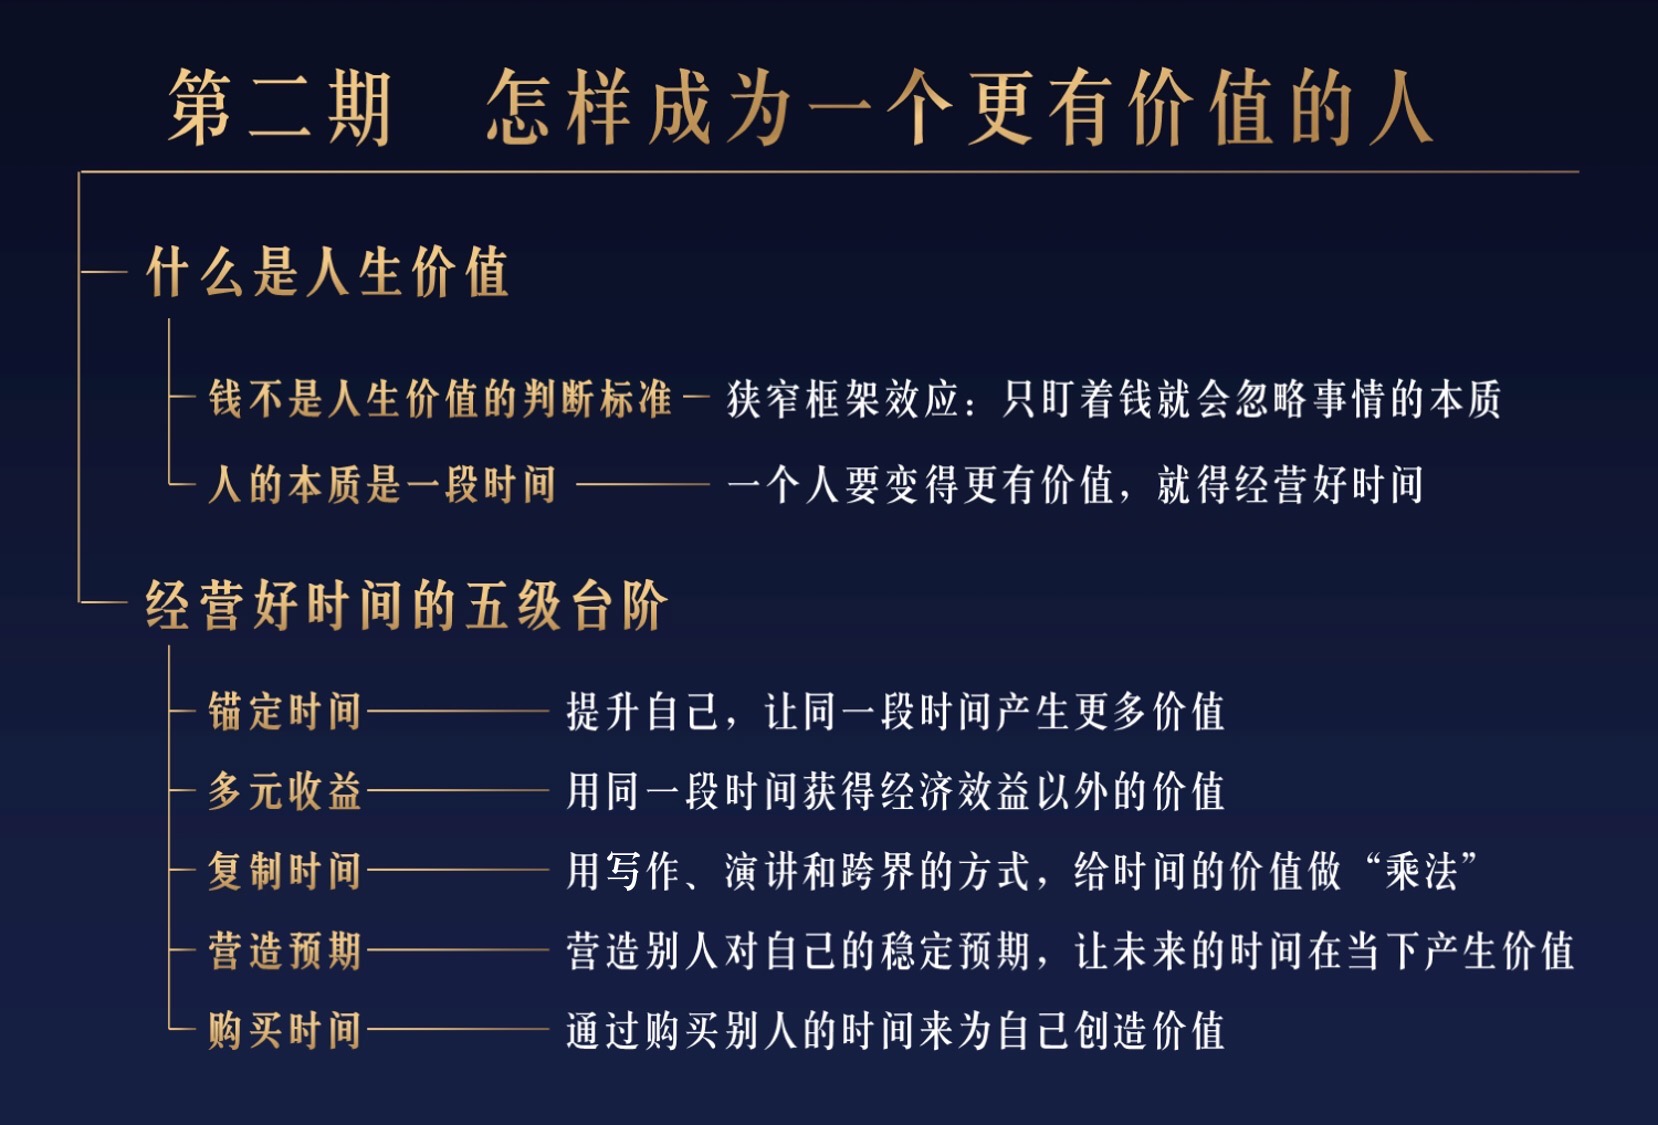 第二期 怎样成为一个更有价值的人
什么是人生价值
钱不是人生价值的判断标准 狭窄框架效应：只盯着钱就会忽略事情的本质
人的本质是一段时间 一个人要变得更有价值，就得经营好时间
经营好时间的五级台阶
锚定时间 提升自己，让同一段时间产生更多价值
多元收益 用同一段时间获得经济效益以外的价值
复制时间 用写作、演讲和跨界的方式，给时间的价值做“乘法”
营造预期 营造别人对自己的稳定预期，让未来的时间在当下产生价值
购买时间 通过购买别人的时间来为自己创造价值